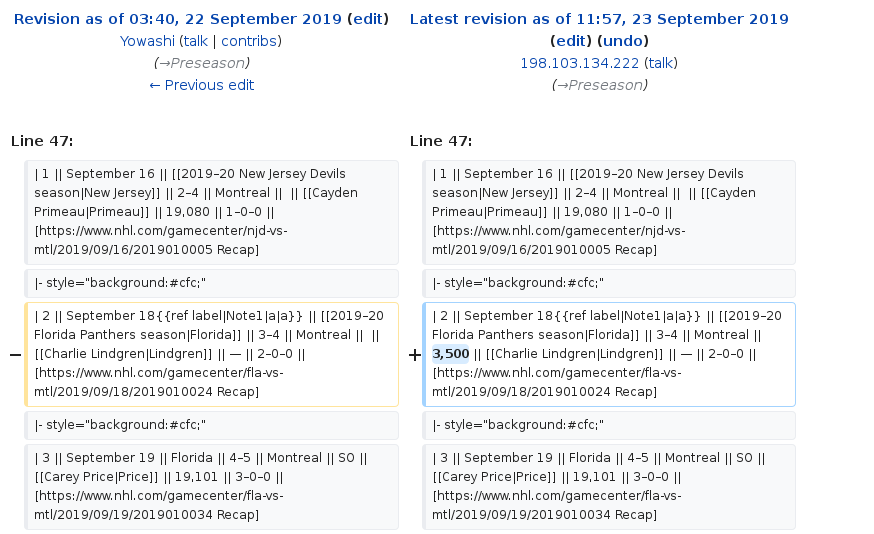 Revision as of 03:40, 22 September 2019 (edit)
Yowashi (talk | contribs)
(→Preseason)
← Previous edit
Latest revision as of 11:57, 23 September 2019
(edit) (undo)
198.103.134.222 (talk)
(→Preseason)
Line 47:
| 1 || September 16 || [[2019–20 New Jersey Devils
season|New Jersey]] || 2–4 || Montreal ||  || [[Cayden
Primeau|Primeau]] || 19,080 || 1–0–0 ||
[https://www.nhl.com/gamecenter/njd-vs-
mtl/2019/09/16/2019010005 Recap]
|- style="background:#cfc;"
− | 2 || September 18{{ref label|Note1|a|a}} || [[2019–20
Florida Panthers season|Florida]] || 3–4 || Montreal ||  ||
[[Charlie Lindgren|Lindgren]] || — || 2–0–0 ||
[https://www.nhl.com/gamecenter/fla-vs-
mtl/2019/09/18/2019010024 Recap]
|- style="background:#cfc;"
| 3 || September 19 || Florida || 4–5 || Montreal || SO ||
[[Carey Price|Price]] || 19,101 || 3–0–0 ||
[https://www.nhl.com/gamecenter/fla-vs-
mtl/2019/09/19/2019010034 Recap]
Line 47:
| 1 || September 16 || [[2019–20 New Jersey Devils
season|New Jersey]] || 2–4 || Montreal ||  || [[Cayden
Primeau|Primeau]] || 19,080 || 1–0–0 ||
[https://www.nhl.com/gamecenter/njd-vs-
mtl/2019/09/16/2019010005 Recap]
|- style="background:#cfc;"
+ | 2 || September 18{{ref label|Note1|a|a}} || [[2019–20
Florida Panthers season|Florida]] || 3–4 || Montreal ||
3,500 || [[Charlie Lindgren|Lindgren]] || — || 2–0–0 ||
[https://www.nhl.com/gamecenter/fla-vs-
mtl/2019/09/18/2019010024 Recap]
|- style="background:#cfc;"
| 3 || September 19 || Florida || 4–5 || Montreal || SO ||
[[Carey Price|Price]] || 19,101 || 3–0–0 ||
[https://www.nhl.com/gamecenter/fla-vs-
mtl/2019/09/19/2019010034 Recap]